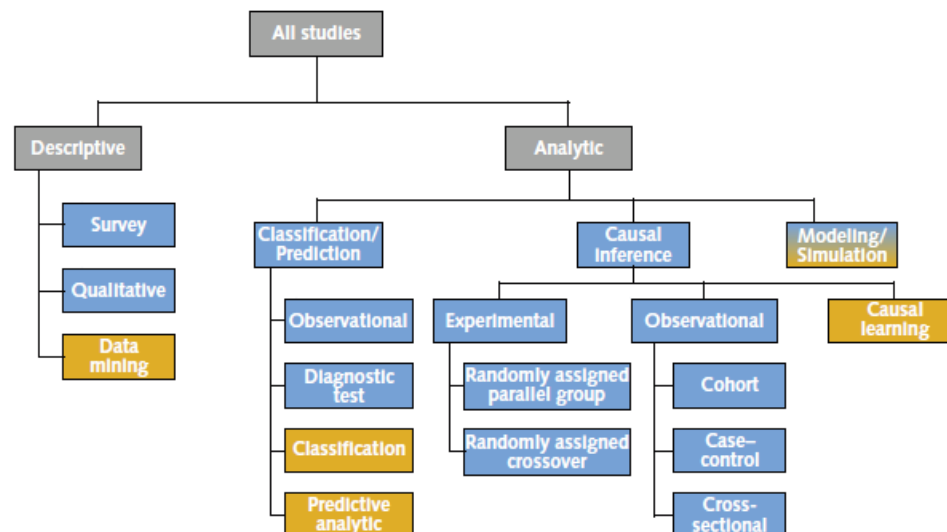 All studies
Descriptive
Analytic
Survey
Qualitative
Data
mining
Classification/
Prediction
Observational
Diagnostic
test
Classification
Predictive
analytic
Causal
inference
Experimental
Randomly assigned
parallel group
Randomly assigned
crossover
Observational
Cohort
Case–
control
Cross-
sectional
Causal
learning
Modeling/
Simulation